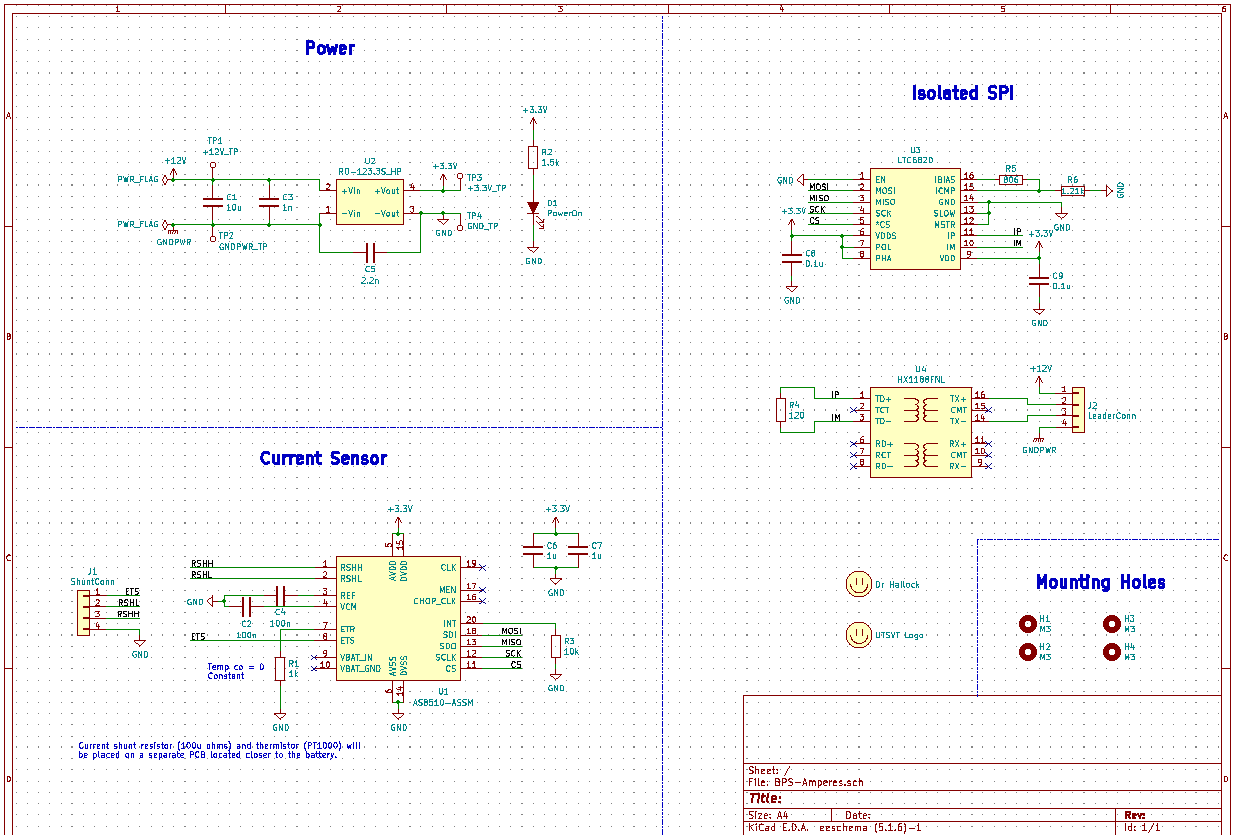 1 2 3 4 5 6
Power
+12V
PWR_FLAG
PWR_FLAG
GNDPWR
TP1
+12V_TP
C1
10u
C3
1n
TP2
GNDPWR_TP
U2
RO-123.3S_HP
2 +Vin +Vout 4
1 -Vin -Vout 3
C5
2.2n
+3.3V
GND
TP3
+3.3V_TP
TP4
GND_TP
+3.3V
R2
1.5k
D1
PowerOn
GND
Isolated SPI
U3
LTC6820
GND
MOSI
MISO
SCK
CS
1 EN IBIAS 16
2 MOSI ICMP 15
3 MISO GND 14
4 SCK SLOW 13
5 *CS MSTR 12
6 VDDS IP 11
7 POL IM 10
8 PHA VDD 9
R5
806
R6
1.21k
GND
GND
IP
IM
+3.3V
+3.3V
C8
0.1u
GND
C9
0.1u
GND
U4
HX1188FNL
R4
120
IP
IM
1 TD+ TX+ 16
2 TCT CMT 15
3 TD- TX- 14
6 RD+ RX+ 11
7 RCT CMT 10
8 RD- RX- 9
+12V
1
2
3
4
J2
LeaderConn
GNDPWR
Current Sensor
J1
ShuntConn
1 ETS
2 RSHL
3 RSHH
4
GND
RSHH
RSHL
GND
C2
100n
C4
100n
ETS
Temp co = 0
Constant
R1
1k
GND
+3.3V
5 15
AVDD DVDD
1 RSHH CLK 19
2 RSHL
MEN 17
3 REF CHOP_CLK 16
4 VCM
INT 20
7 ETR SDI 18 MOSI
8 ETS SDO 13 MISO
9 VBAT_IN SCLK 12 SCK
10 VBAT_GND CS 11 CS
AVSS DVSS
6 14
U1
AS8510-ASSM
GND
+3.3V
C6
1u
C7
1u
GND
R3
10k
GND
Current shunt resistor (100u ohms) and thermistor (PT1000) will
be placed on a separate PCB located closer to the battery.
Dr Hallock
UTSVT Logo
Mounting Holes
H1
M3
H3
M3
H2
M3
H4
M3
A A
B B
C C
D D
Sheet: /
File: BPS-Amperes.sch
Title:
Size: A4 Date: Rev:
KiCad E.D.A. eeschema (5.1.6)-1 Id: 1/1